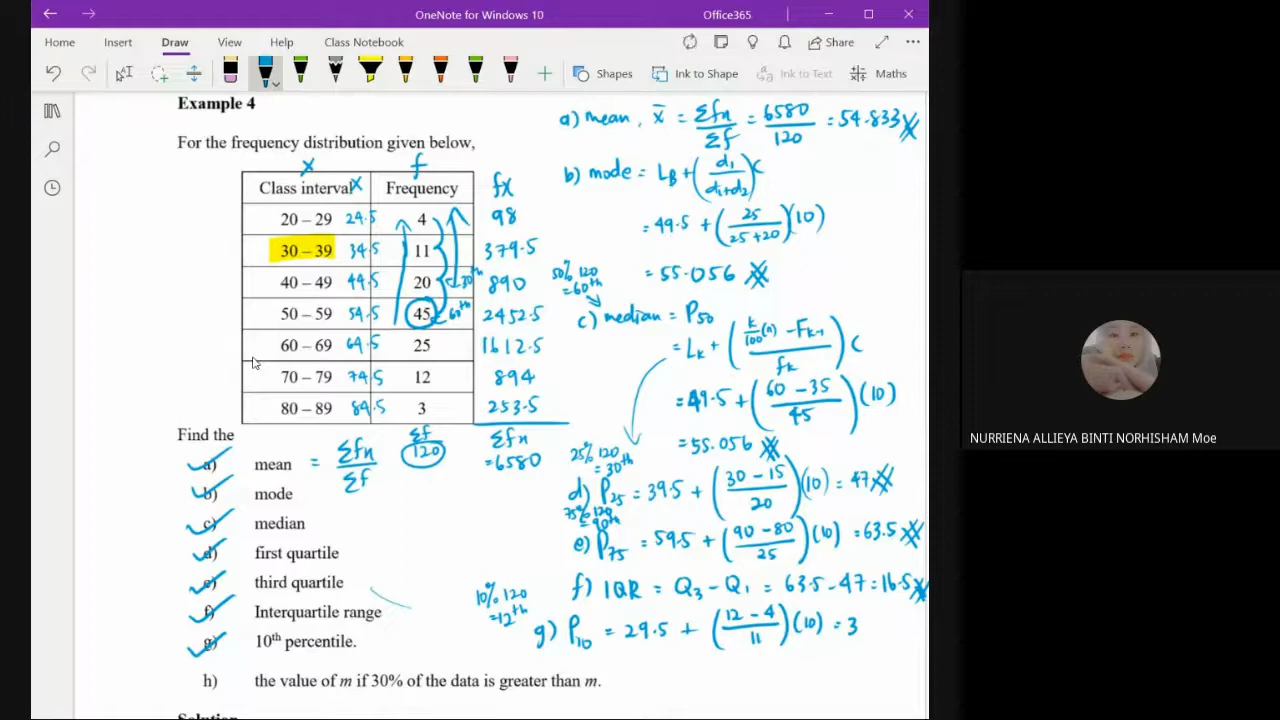 OneNote for Windows 10
Office365
Home Insert Draw View Help Class Notebook Share
Shapes Ink to Shape Ink to Text Maths
Example 4
For the frequency distribution given below,
x f
Class interval x Frequency fx
20 – 29 24.5 4 98
30 – 39 34.5 11 379.5
40 – 49 44.5 20 30th 890
50 – 59 54.5 45 60th 2452.5
60 – 69 64.5 25 1612.5
70 – 79 74.5 12 894
80 – 89 84.5 3 253.5
Σf 120
Σfx = 6580
Find the
a) mean = Σfx / Σf
b) mode
c) median
d) first quartile
e) third quartile
f) Interquartile range
g) 10th percentile.
h) the value of m if 30% of the data is greater than m.
a) mean, x̄ = Σfx / Σf = 6580 / 120 = 54.833
b) mode = LB + (d1 / d1+d2) C
= 49.5 + (25 / 25+20)(10)
= 55.056
50% 120
= 60th
c) median = P50
= Lk + (k/100 (n) – Fk-1 / fk) C
= 49.5 + (60 – 35 / 45)(10)
= 55.056
25% 120
= 30th
d) P25 = 39.5 + (30 – 15 / 20)(10) = 47
75% 120
= 90th
e) P75 = 59.5 + (90 – 80 / 25)(10) = 63.5
f) IQR = Q3 – Q1 = 63.5 – 47 = 16.5
10% 120
= 12th
g) P10 = 29.5 + (12 – 4 / 11)(10) = 3
NURRIENA ALLIEYA BINTI NORHISHAM Moe